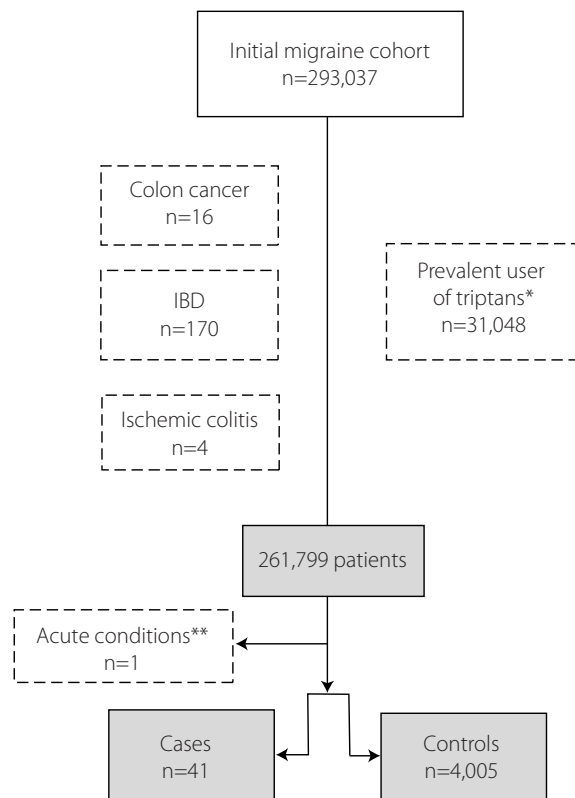 Initial migraine cohort
n=293,037
Colon cancer
n=16
IBD
n=170
Ischemic colitis
n=4
Prevalent user
of triptans*
n=31,048
261,799 patients
Acute conditions**
n=1
Cases
n=41
Controls
n=4,005